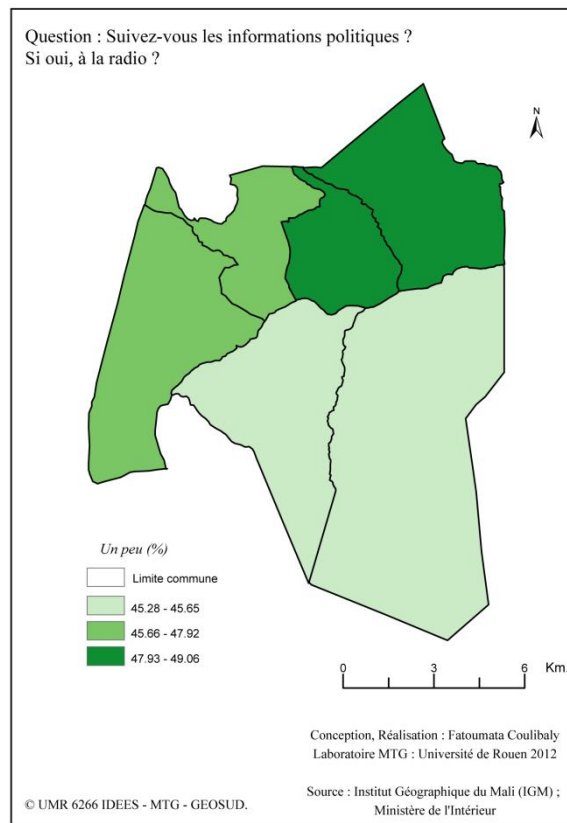 Question : Suivez-vous les informations politiques ?
Si oui, à la radio ?
N
Un peu (%)
Limite commune
45.28 - 45.65
45.66 - 47.92
47.93 - 49.06
0 3 6 Km.
Conception, Réalisation : Fatoumata Coulibaly
Laboratoire MTG : Université de Rouen 2012
Source : Institut Géographique du Mali (IGM) ;
Ministère de l'Intérieur
© UMR 6266 IDEES - MTG - GEOSUD.